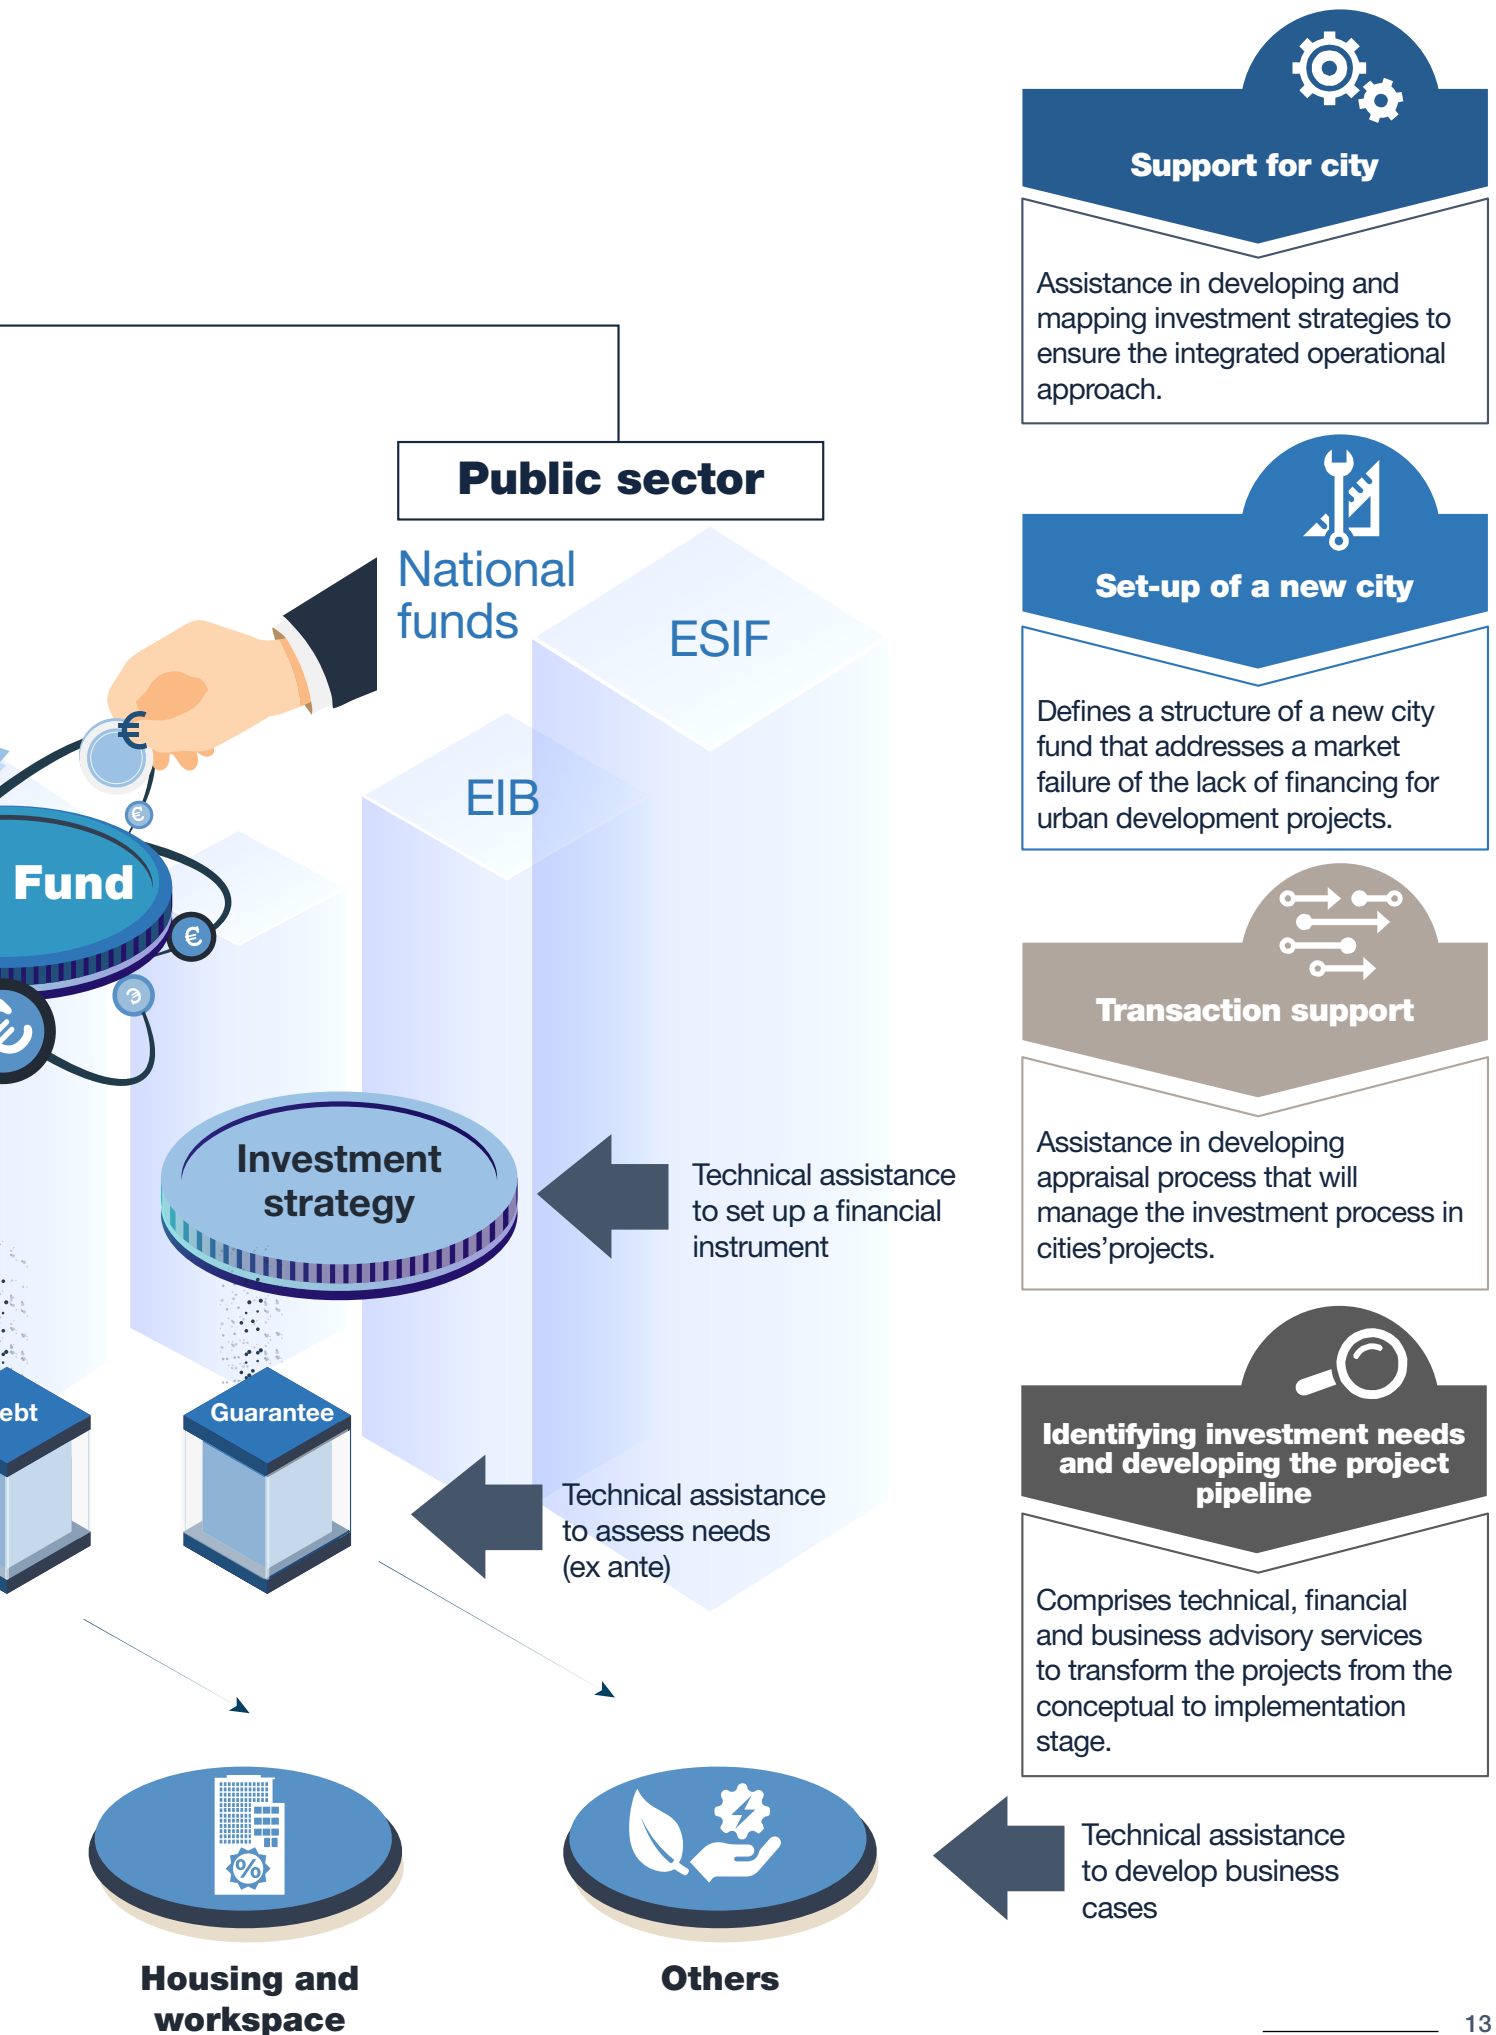 Support for city
Assistance in developing and
mapping investment strategies to
ensure the integrated operational
approach.
Public sector
National
funds
ESIF
EIB
Fund
€
€
€
€
€
Set-up of a new city
Defines a structure of a new city
fund that addresses a market
failure of the lack of financing for
urban development projects.
Transaction support
Assistance in developing
appraisal process that will
manage the investment process in
cities'projects.
Investment
strategy
Technical assistance
to set up a financial
instrument
ebt
Guarantee
Technical assistance
to assess needs
(ex ante)
Identifying investment needs
and developing the project
pipeline
Comprises technical, financial
and business advisory services
to transform the projects from the
conceptual to implementation
stage.
%
Technical assistance
to develop business
cases
Housing and
workspace
Others
13